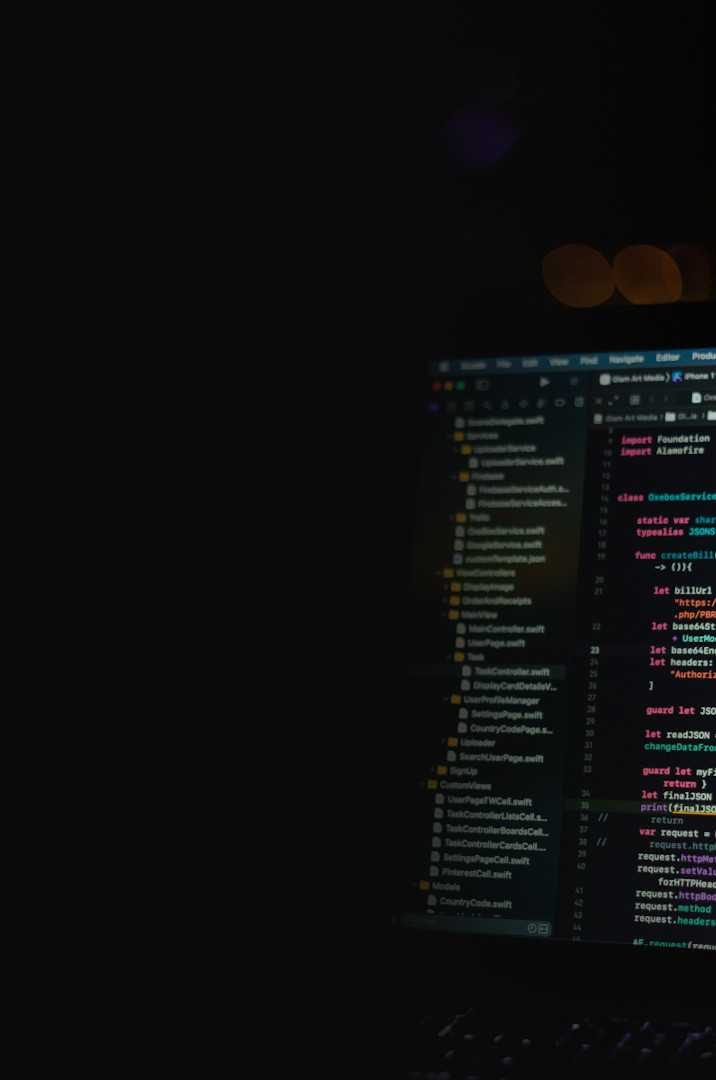 Xcode File Edit View Find Navigate Editor Produ
Glam Art Media iPhone 1
Glam Art Media
SceneDelegate.swift
Services
UploaderService
UploaderService.swift
Firebase
FirebaseServiceAuth.s...
FirebaseServiceAcces...
Trello
OneBoxService.swift
GoogleService.swift
customTemplate.json
ViewControllers
DisplayImage
OrderAndReceipts
MainView
MainController.swift
UserPage.swift
Task
TaskController.swift
DisplayCardDetailsV...
UserProfileManager
SettingsPage.swift
CountryCodePage.s...
Uploader
SearchUserPage.swift
SignUp
CustomViews
UserPageTWCell.swift
TaskControllerListsCell.s...
TaskControllerBoardsCell...
TaskControllerCardsCell....
SettingsPageCell.swift
PinterestCell.swift
Models
CountryCode.swift
8
9 import Foundation
10 import Alamofire
11
12
13
14 class OneboxService
15
16 static var shar
17 typealias JSONS
18
19 func createBill
-> ()){
20
21 let billUrl
"https:/
.php/PBR
22 let base64St
+ UserMo
23 let base64En
24 let headers:
25 "Authoriz
26 ]
27
28 guard let JSO
29
30 let readJSON
31 changeDataFro
32
33 guard let myFi
return }
34 let finalJSON
35 print(finalJSO
36 // return
37 var request =
38 // request.httpM
39 request.httpMet
40 request.setValu
forHTTPHead
41 request.httpBod
42 request.method
43 request.headers
44
45 AF.request(requ